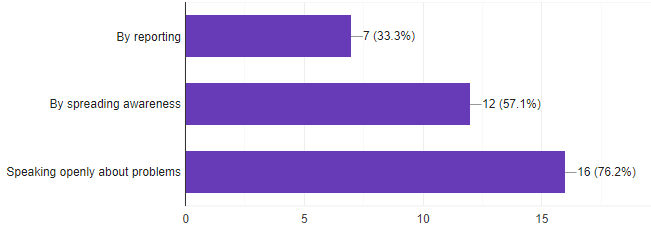 By reporting 7 (33.3%)
By spreading awareness 12 (57.1%)
Speaking openly about problems 16 (76.2%)
0 5 10 15